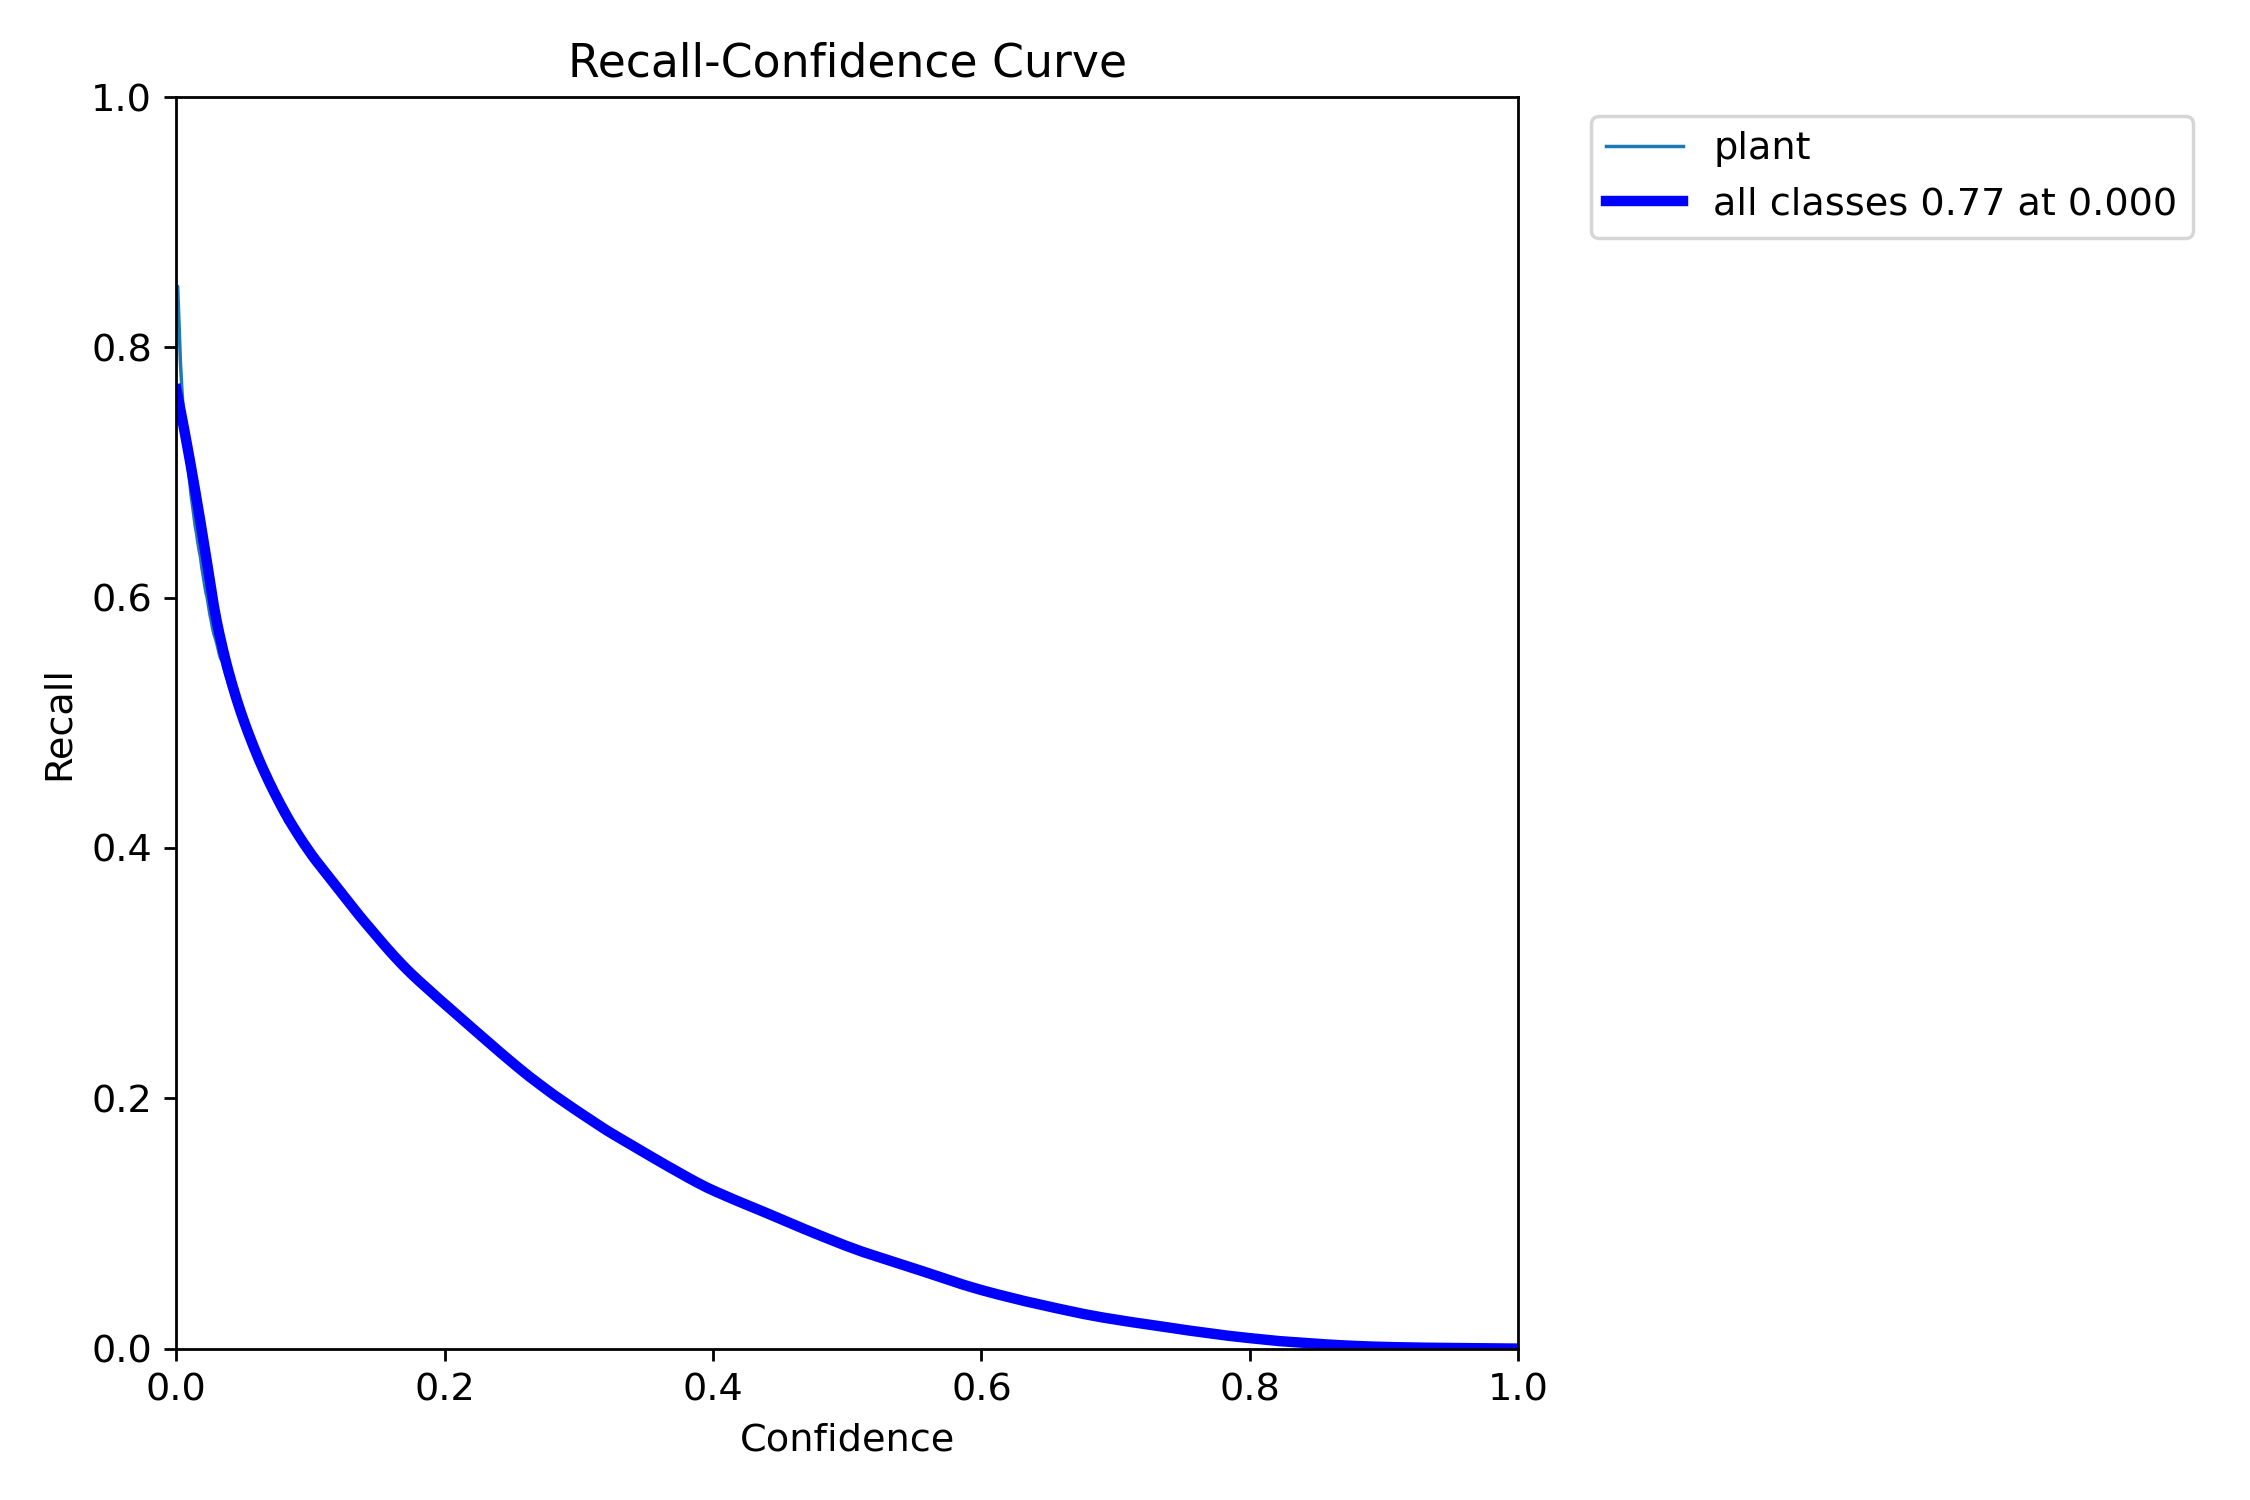 Recall-Confidence Curve
1.0
0.8
0.6
0.4
0.2
0.0
Recall
0.0 0.2 0.4 0.6 0.8 1.0
Confidence
plant
all classes 0.77 at 0.000